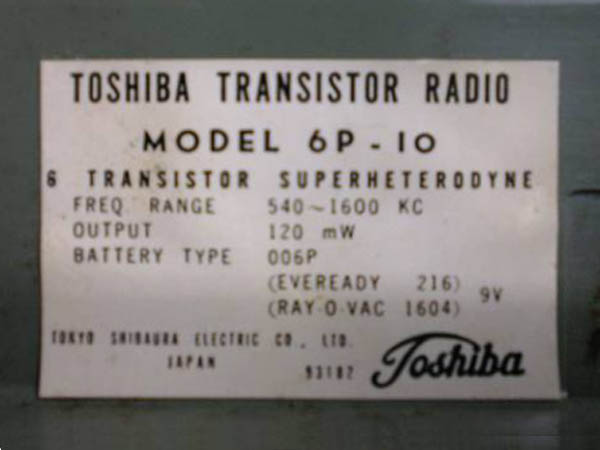 TOSHIBA TRANSISTOR RADIO
MODEL 6P-10
6 TRANSISTOR SUPERHETERODYNE
FREQ. RANGE 540~1600 KC
OUTPUT 120 mW
BATTERY TYPE 006P
(EVEREADY 216)
(RAY-O-VAC 1604) 9V
TOKYO SHIBAURA ELECTRIC CO., LTD.
JAPAN
93182
Toshiba